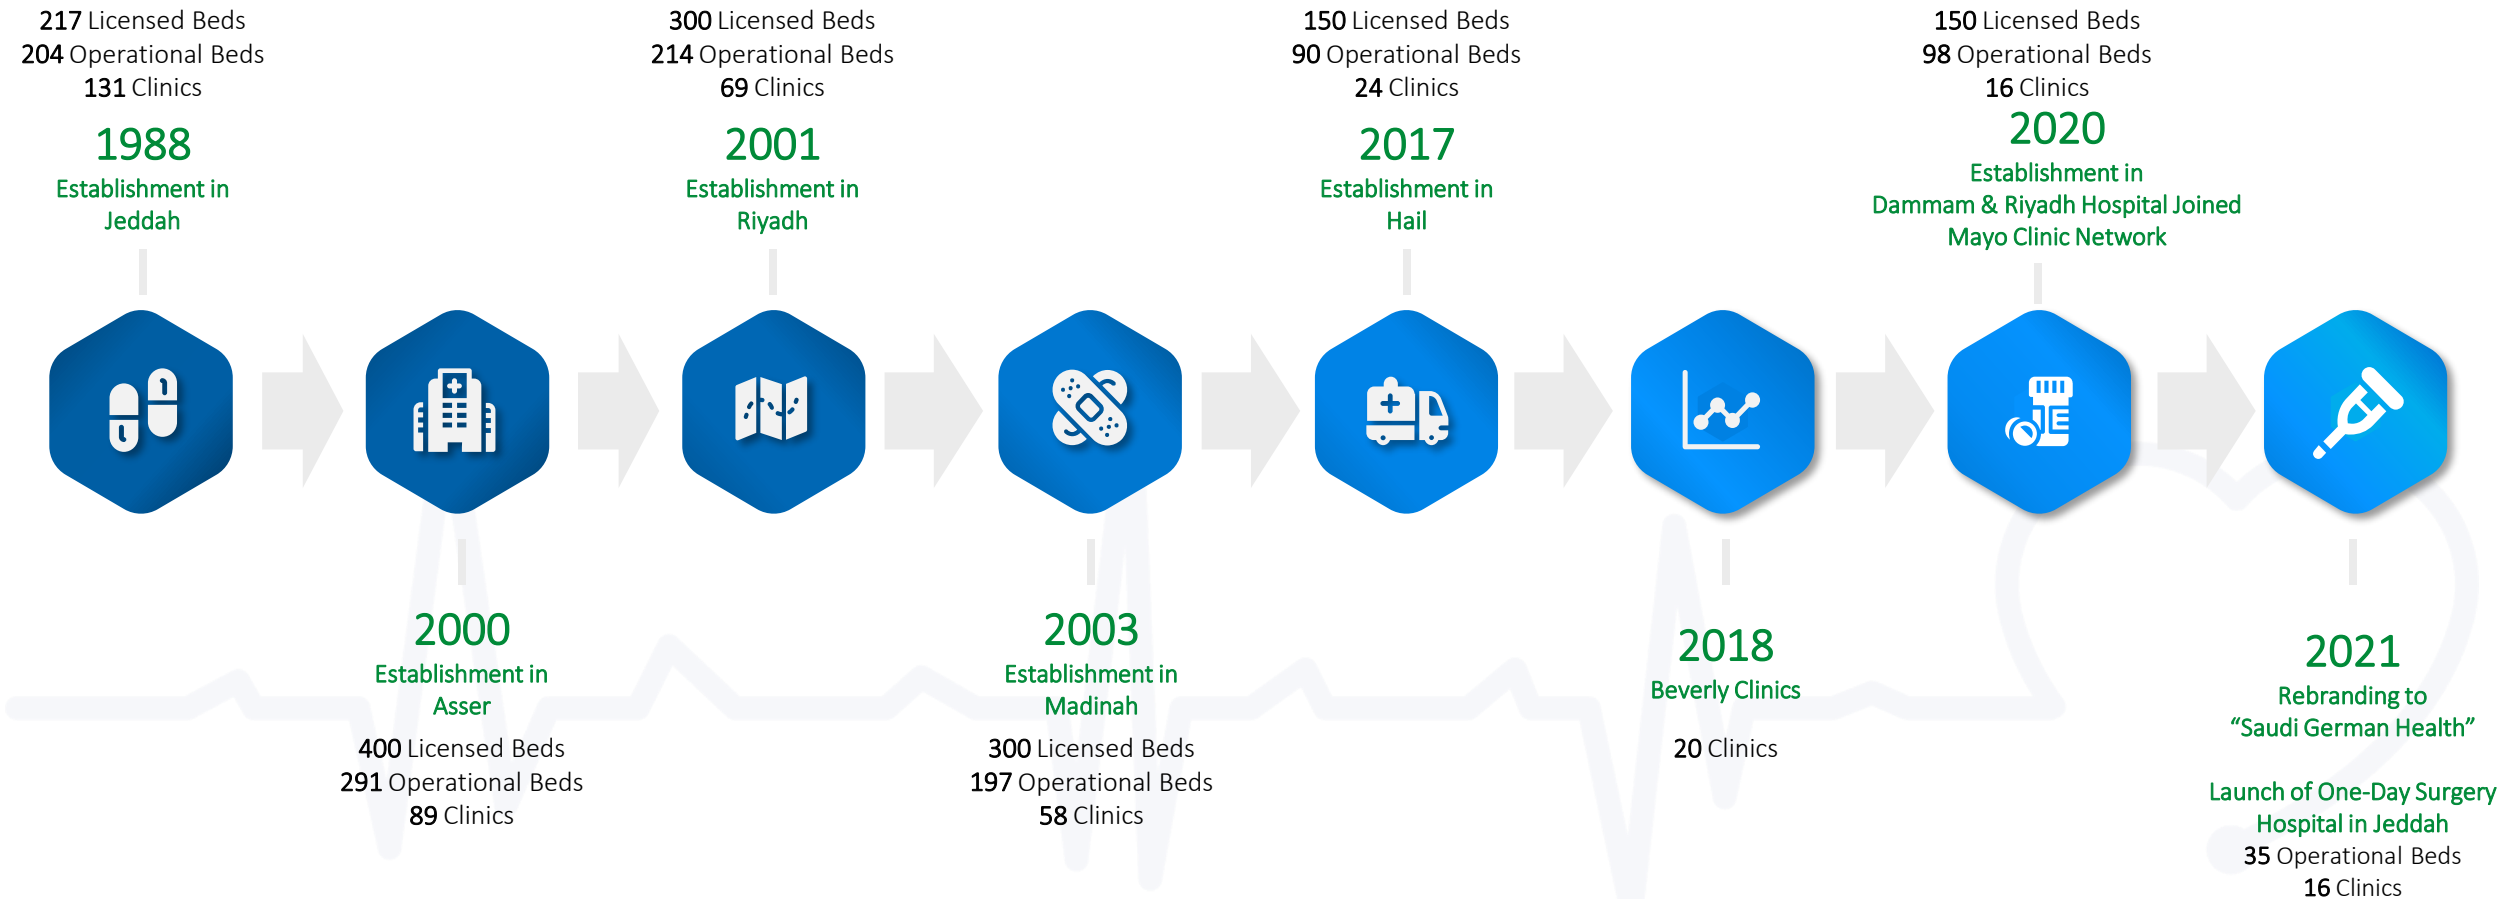 217 Licensed Beds
204 Operational Beds
131 Clinics
1988
Establishment in
Jeddah
300 Licensed Beds
214 Operational Beds
69 Clinics
2001
Establishment in
Riyadh
150 Licensed Beds
90 Operational Beds
24 Clinics
2017
Establishment in
Hail
150 Licensed Beds
98 Operational Beds
16 Clinics
2020
Establishment in
Dammam & Riyadh Hospital Joined
Mayo Clinic Network
2000
Establishment in
Asser
400 Licensed Beds
291 Operational Beds
89 Clinics
2003
Establishment in
Madinah
300 Licensed Beds
197 Operational Beds
58 Clinics
2018
Beverly Clinics
20 Clinics
2021
Rebranding to
“Saudi German Health”
Launch of One-Day Surgery
Hospital in Jeddah
35 Operational Beds
16 Clinics